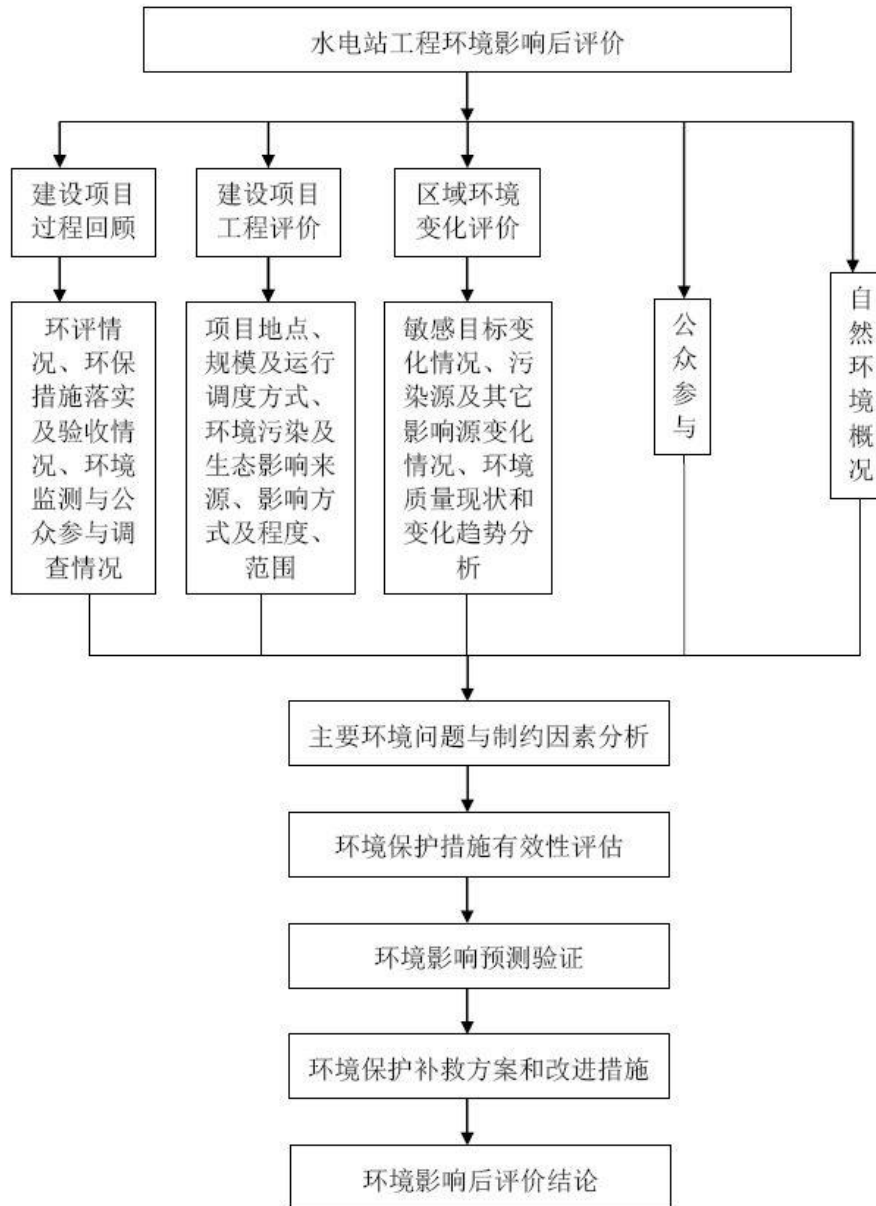 水电站工程环境影响后评价
建设项目
过程回顾
建设项目
工程评价
区域环境
变化评价
环评情
况、环保
措施落实
及验收情
况、环境
监测与公
众参与调
查情况
项目地点、
规模及运行
调度方式、
环境污染及
生态影响来
源、影响方
式及程度、
范围
敏感目标变
化情况、污
染源及其它
影响源变化
情况、环境
质量现状和
变化趋势分
析
公众参与
自然环境概况
主要环境问题与制约因素分析
环境保护措施有效性评估
环境影响预测验证
环境保护补救方案和改进措施
环境影响后评价结论